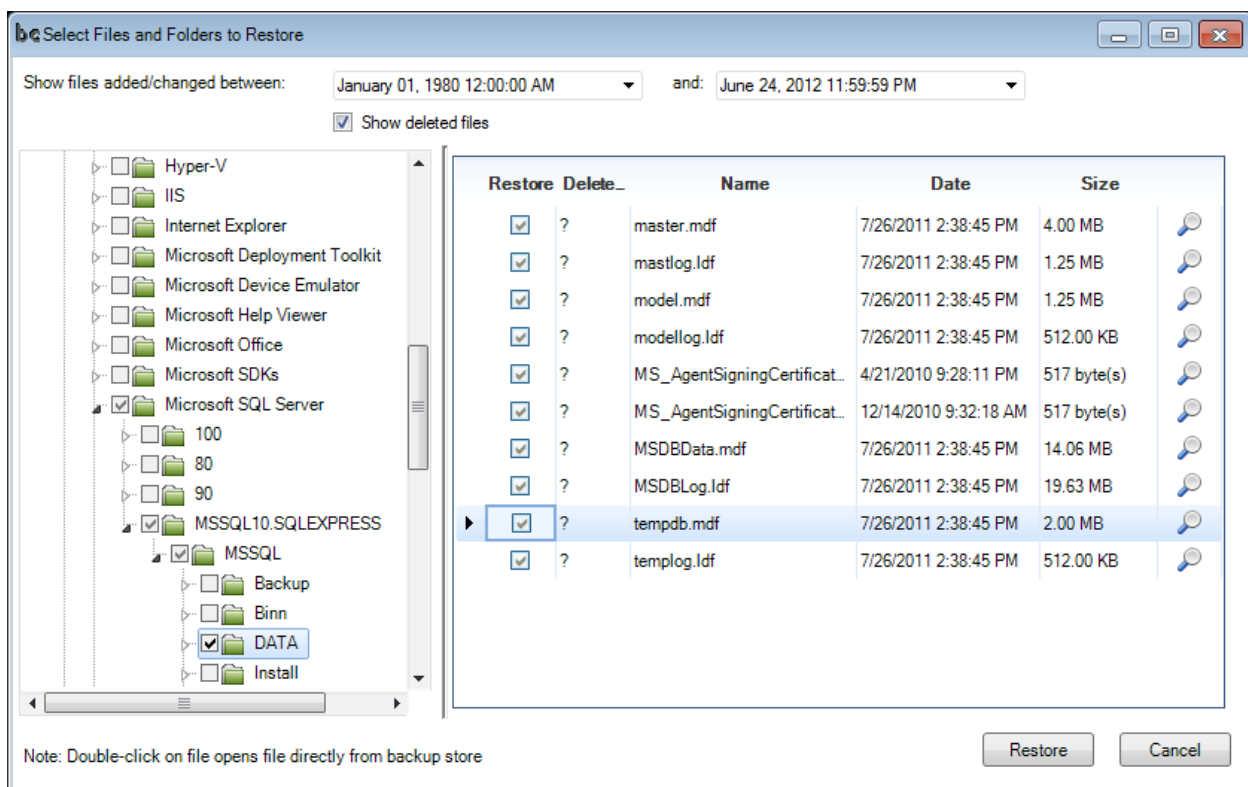 bc Select Files and Folders to Restore
Show files added/changed between: January 01, 1980 12:00:00 AM and: June 24, 2012 11:59:59 PM
Show deleted files
Hyper-V
IIS
Internet Explorer
Microsoft Deployment Toolkit
Microsoft Device Emulator
Microsoft Help Viewer
Microsoft Office
Microsoft SDKs
Microsoft SQL Server
100
80
90
MSSQL10.SQLEXPRESS
MSSQL
Backup
Binn
DATA
Install
Restore Delete... Name Date Size
? master.mdf 7/26/2011 2:38:45 PM 4.00 MB
? mastlog.ldf 7/26/2011 2:38:45 PM 1.25 MB
? model.mdf 7/26/2011 2:38:45 PM 1.25 MB
? modellog.ldf 7/26/2011 2:38:45 PM 512.00 KB
? MS_AgentSigningCertificat... 4/21/2010 9:28:11 PM 517 byte(s)
? MS_AgentSigningCertificat... 12/14/2010 9:32:18 AM 517 byte(s)
? MSDBData.mdf 7/26/2011 2:38:45 PM 14.06 MB
? MSDBLog.ldf 7/26/2011 2:38:45 PM 19.63 MB
? tempdb.mdf 7/26/2011 2:38:45 PM 2.00 MB
? templog.ldf 7/26/2011 2:38:45 PM 512.00 KB
Note: Double-click on file opens file directly from backup store
Restore Cancel